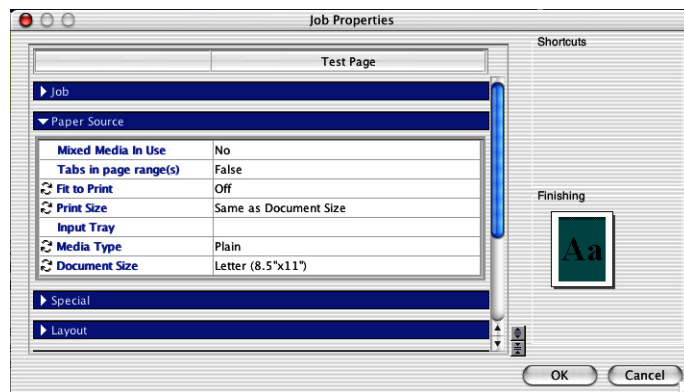 Job Properties
Shortcuts
Test Page
Job
Paper Source
Mixed Media In Use No
Tabs in page range(s) False
Fit to Print Off
Print Size Same as Document Size
Input Tray
Media Type Plain
Document Size Letter (8.5"x11")
Finishing
Aa
Special
Layout
OK Cancel